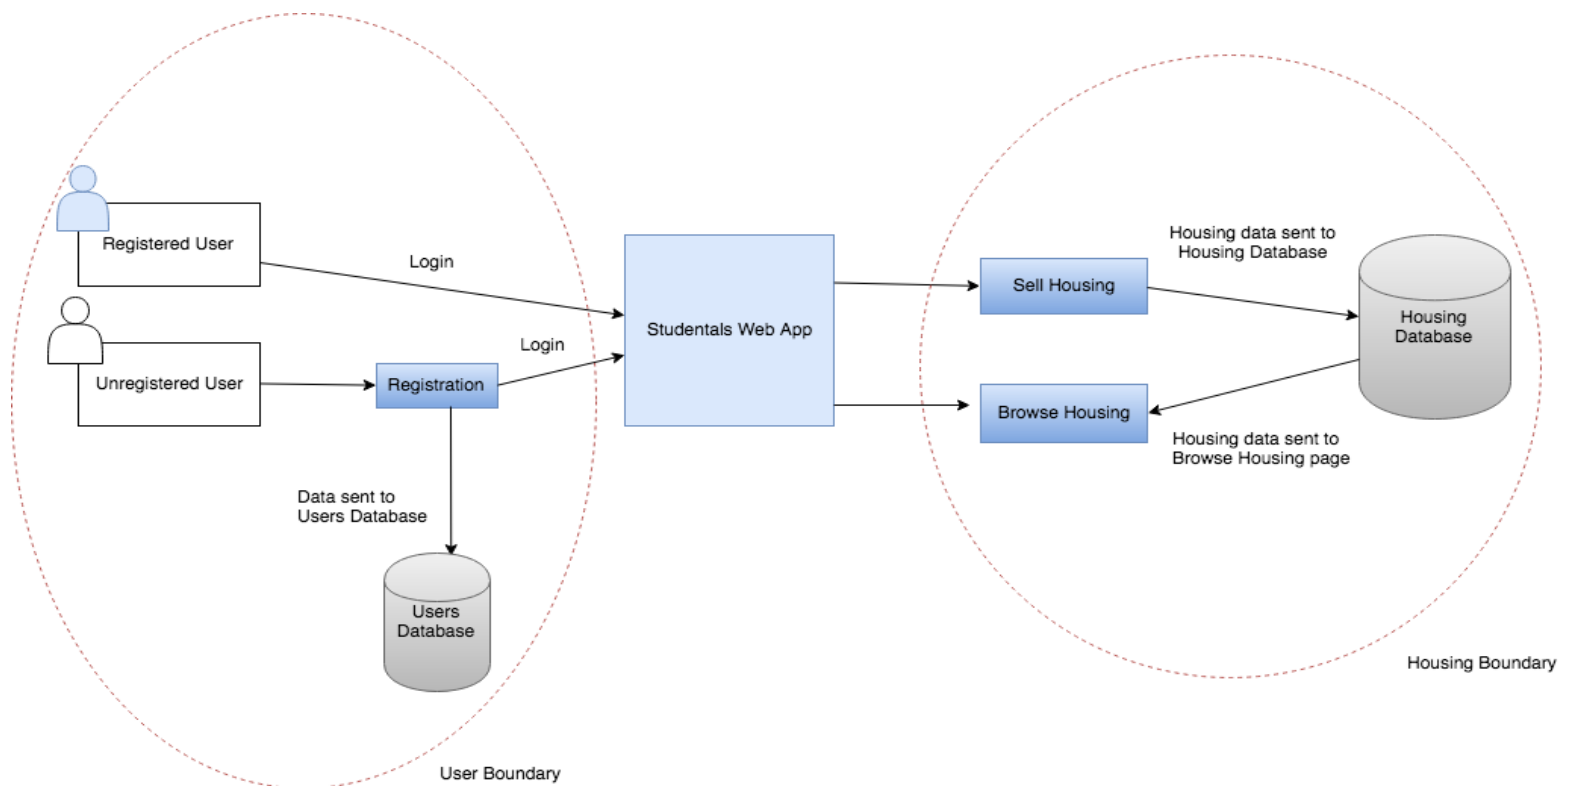 Registered User
Login
Unregistered User
Registration
Login
Data sent to
Users Database
Users
Database
User Boundary
Studentals Web App
Sell Housing
Housing data sent to
Housing Database
Housing
Database
Browse Housing
Housing data sent to
Browse Housing page
Housing Boundary